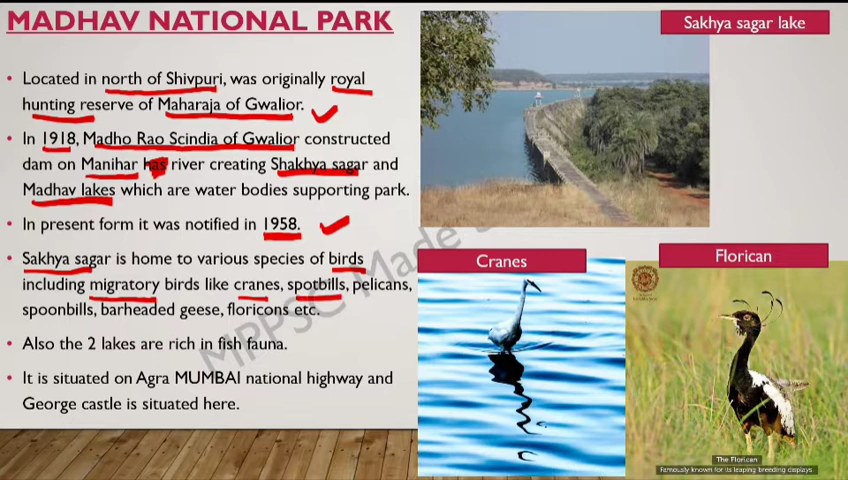 MADHAV NATIONAL PARK
Sakhya sagar lake
• Located in north of Shivpuri, was originally royal
hunting reserve of Maharaja of Gwalior.
• In 1918, Madho Rao Scindia of Gwalior constructed
dam on Manihar has river creating Shakhya sagar and
Madhav lakes which are water bodies supporting park.
• In present form it was notified in 1958.
• Sakhya sagar is home to various species of birds
including migratory birds like cranes, spotbills, pelicans,
spoonbills, barheaded geese, floricons etc.
• Also the 2 lakes are rich in fish fauna.
• It is situated on Agra MUMBAI national highway and
George castle is situated here.
MPPSC Made
Cranes
Florican
The Florican
Famously known for its leaping breeding displays